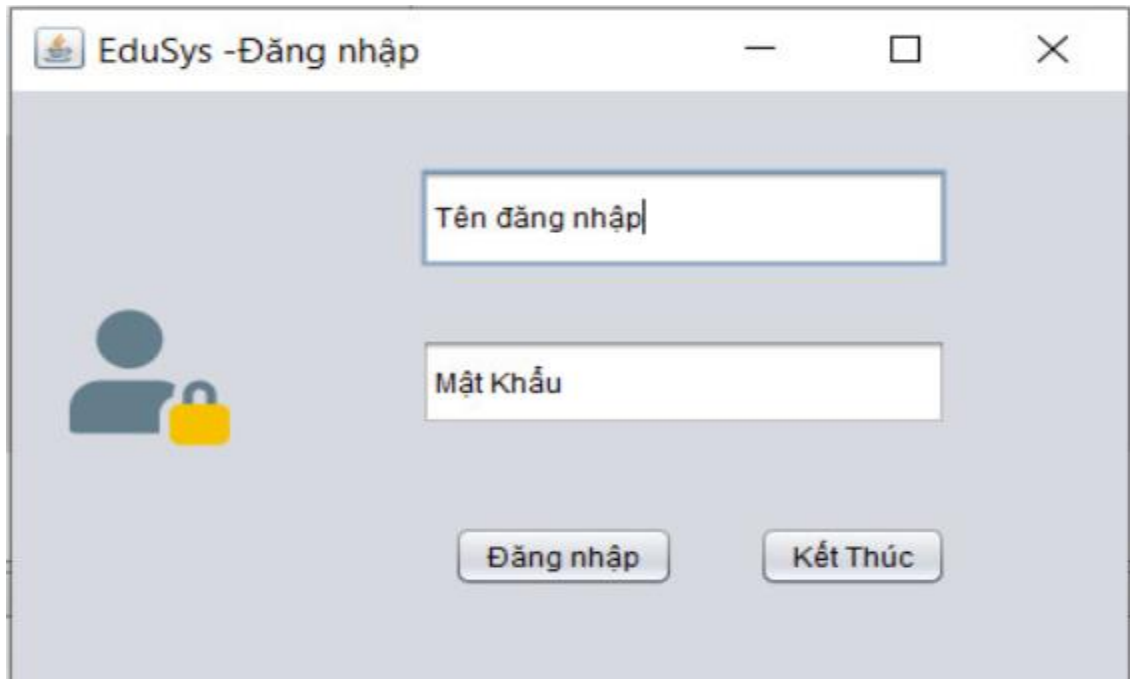 EduSys -Đăng nhập
Tên đăng nhập
Mật Khẩu
Đăng nhập
Kết Thúc